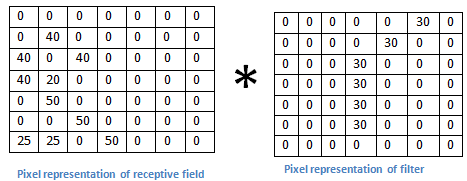 0 0 0 0 0 0 0
0 40 0 0 0 0 0
40 0 40 0 0 0 0
40 20 0 0 0 0 0
0 50 0 0 0 0 0
0 0 50 0 0 0 0
25 25 0 50 0 0 0
Pixel representation of receptive field
*
0 0 0 0 0 30 0
0 0 0 0 30 0 0
0 0 0 30 0 0 0
0 0 0 30 0 0 0
0 0 0 30 0 0 0
0 0 0 30 0 0 0
0 0 0 0 0 0 0
Pixel representation of filter